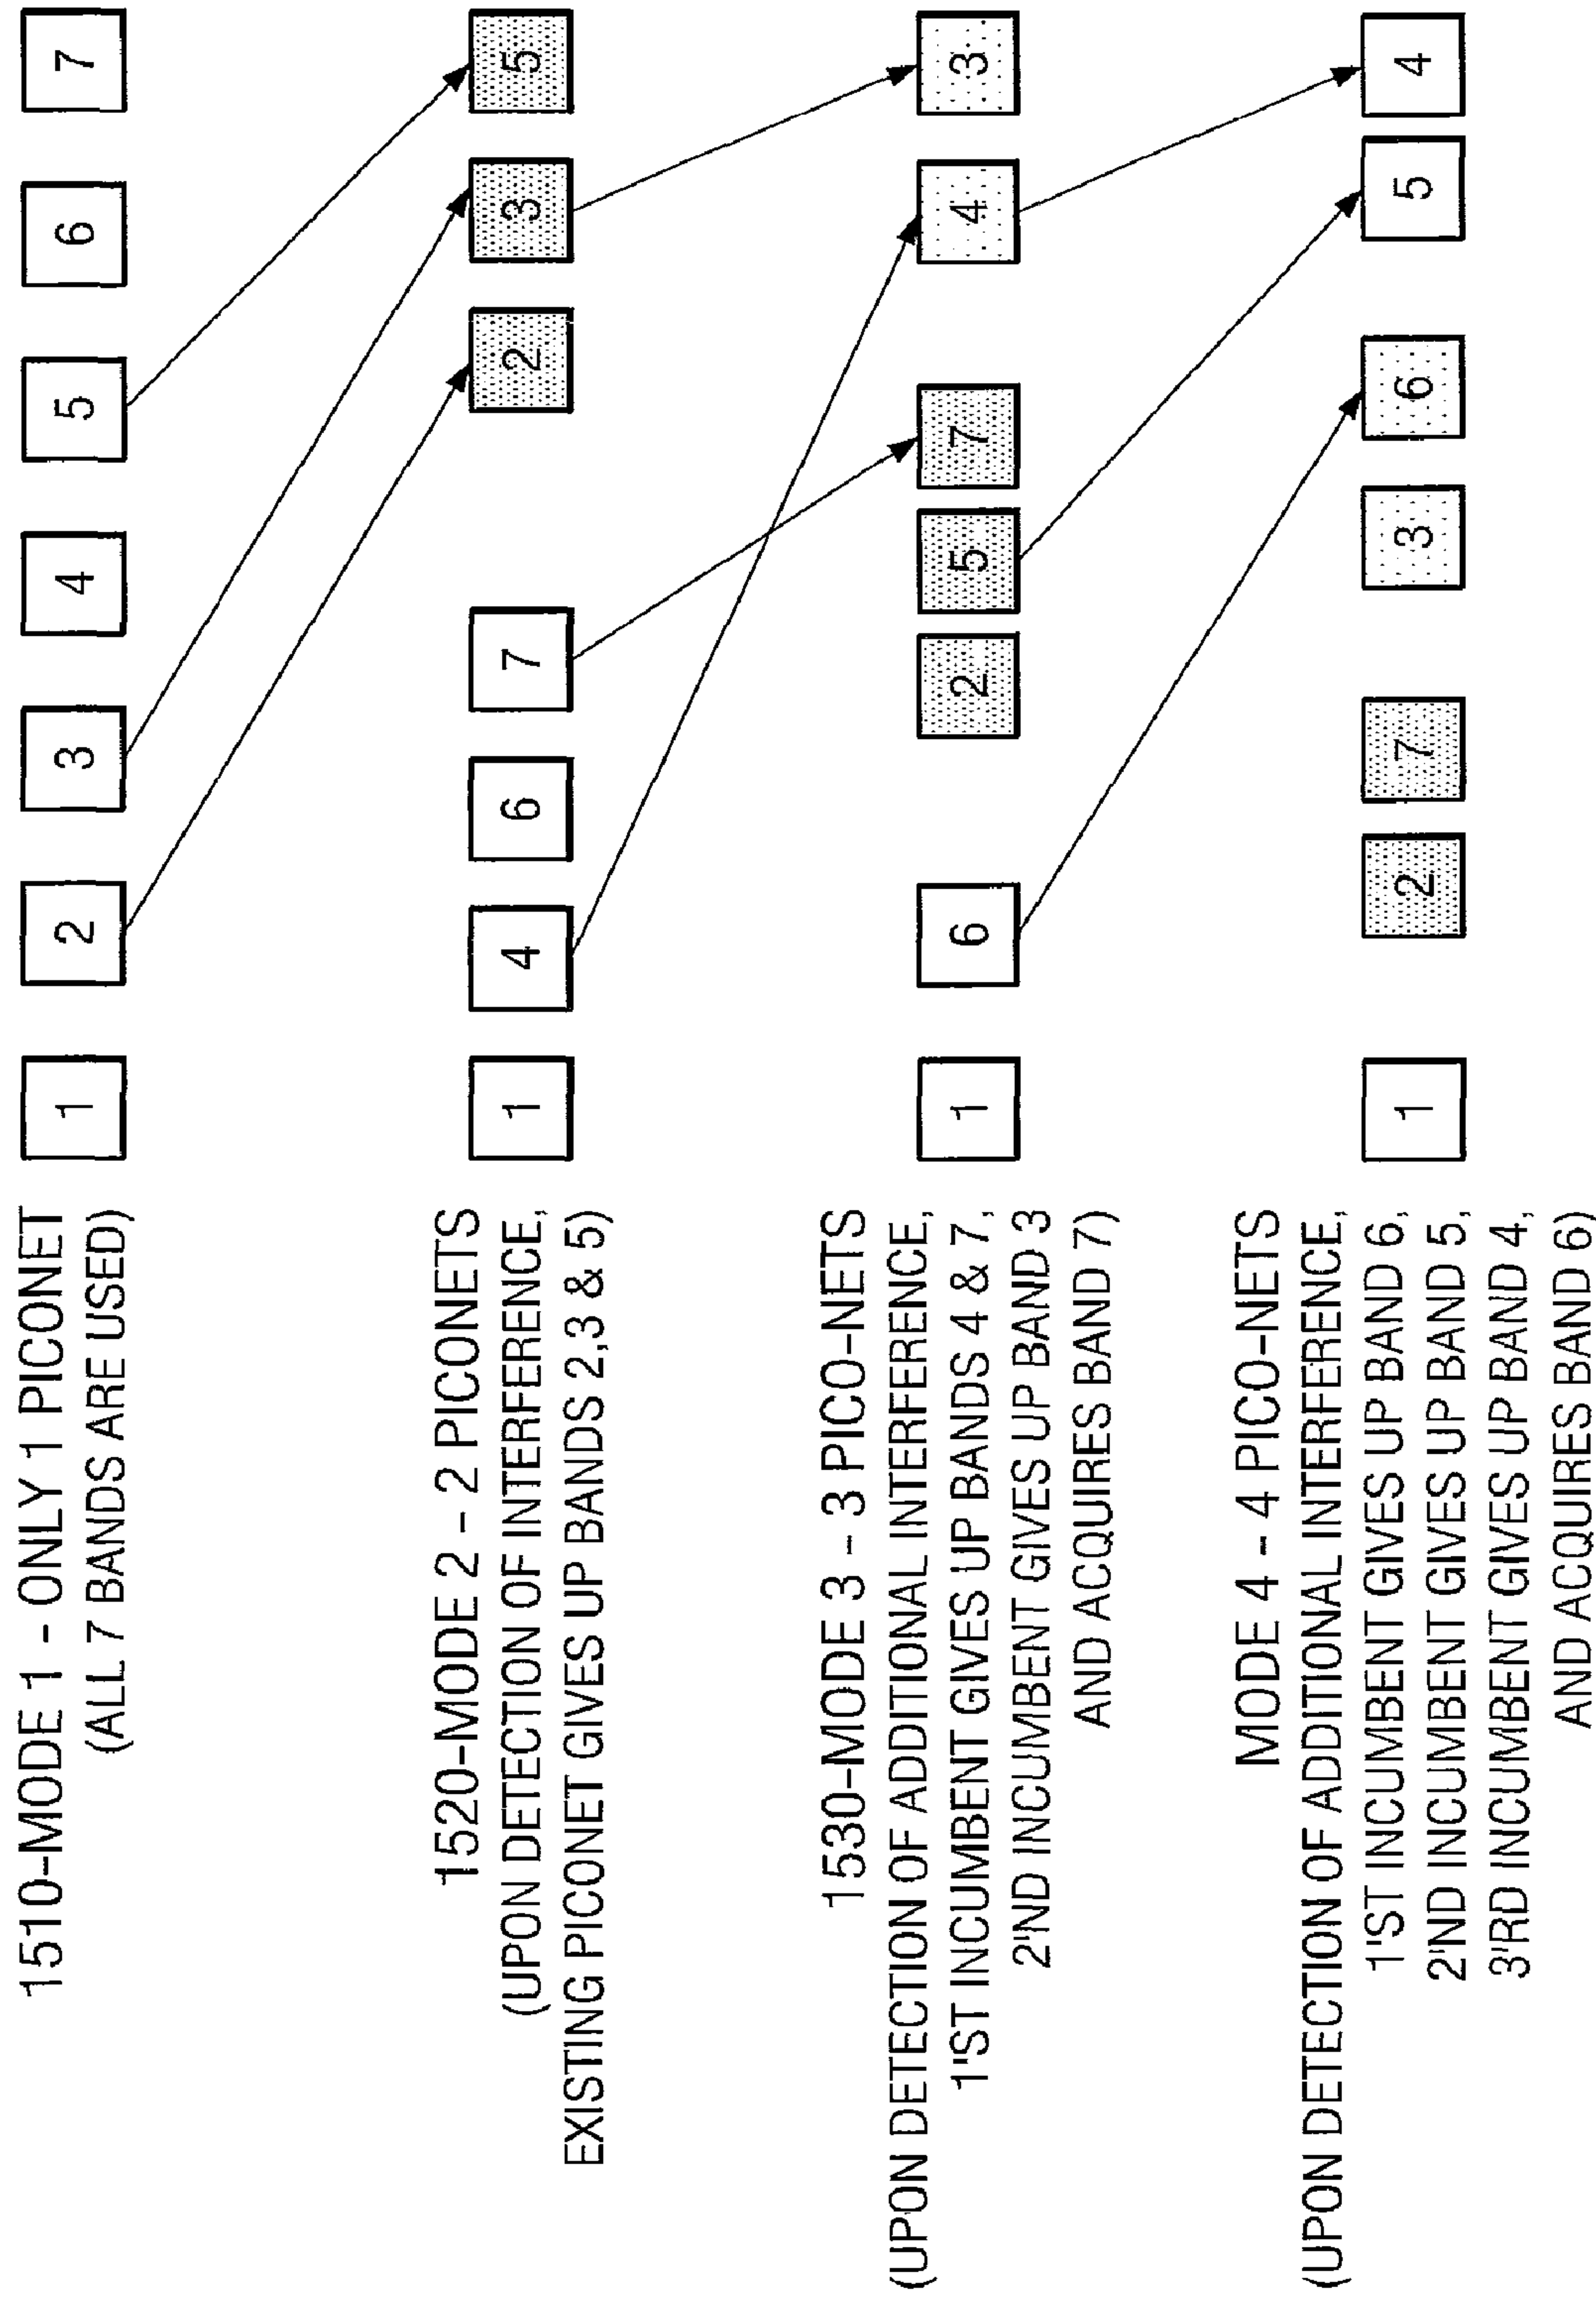 1510-MODE 1 - ONLY 1 PICONET
(ALL 7 BANDS ARE USED)
1 2 3 4 5 6 7
1520-MODE 2 - 2 PICONETS
(UPON DETECTION OF INTERFERENCE,
EXISTING PICONET GIVES UP BANDS 2,3 & 5)
1 4 6 7 2 3 5
1530-MODE 3 - 3 PICO-NETS
(UPON DETECTION OF ADDITIONAL INTERFERENCE,
1'ST INCUMBENT GIVES UP BANDS 4 & 7,
2'ND INCUMBENT GIVES UP BAND 3
AND ACQUIRES BAND 7)
1 6 2 5 7 4 3
MODE 4 - 4 PICO-NETS
(UPON DETECTION OF ADDITIONAL INTERFERENCE,
1'ST INCUMBENT GIVES UP BAND 6,
2'ND INCUMBENT GIVES UP BAND 5,
3'RD INCUMBENT GIVES UP BAND 4,
AND ACQUIRES BAND 6)
1 2 7 3 6 5 4